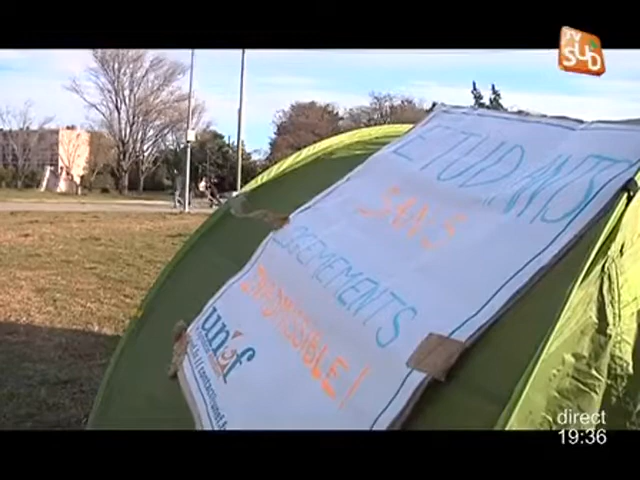 TV
SUD
ETUDIANTS
SANS
LOGEMENTS
INADMISSIBLE!
unef
direct
19:36